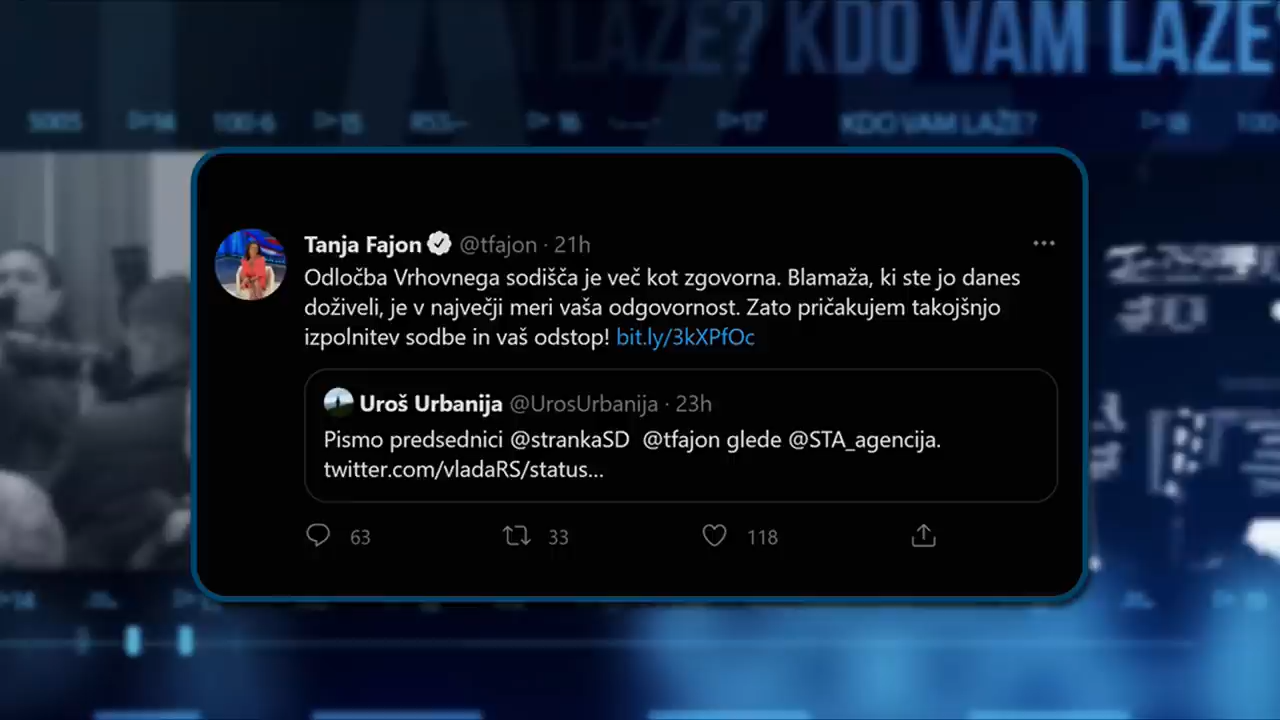 LAŽE? KDO VAM LAŽE?
KDO VAM LAŽE?
Tanja Fajon @tfajon · 21h
Odločba Vrhovnega sodišča je več kot zgovorna. Blamaža, ki ste jo danes
doživeli, je v največji meri vaša odgovornost. Zato pričakujem takojšnjo
izpolnitev sodbe in vaš odstop! bit.ly/3kXPfOc
Uroš Urbanija @UrosUrbanija · 23h
Pismo predsednici @strankaSD @tfajon glede @STA_agencija.
twitter.com/vladaRS/status...
63 33 118